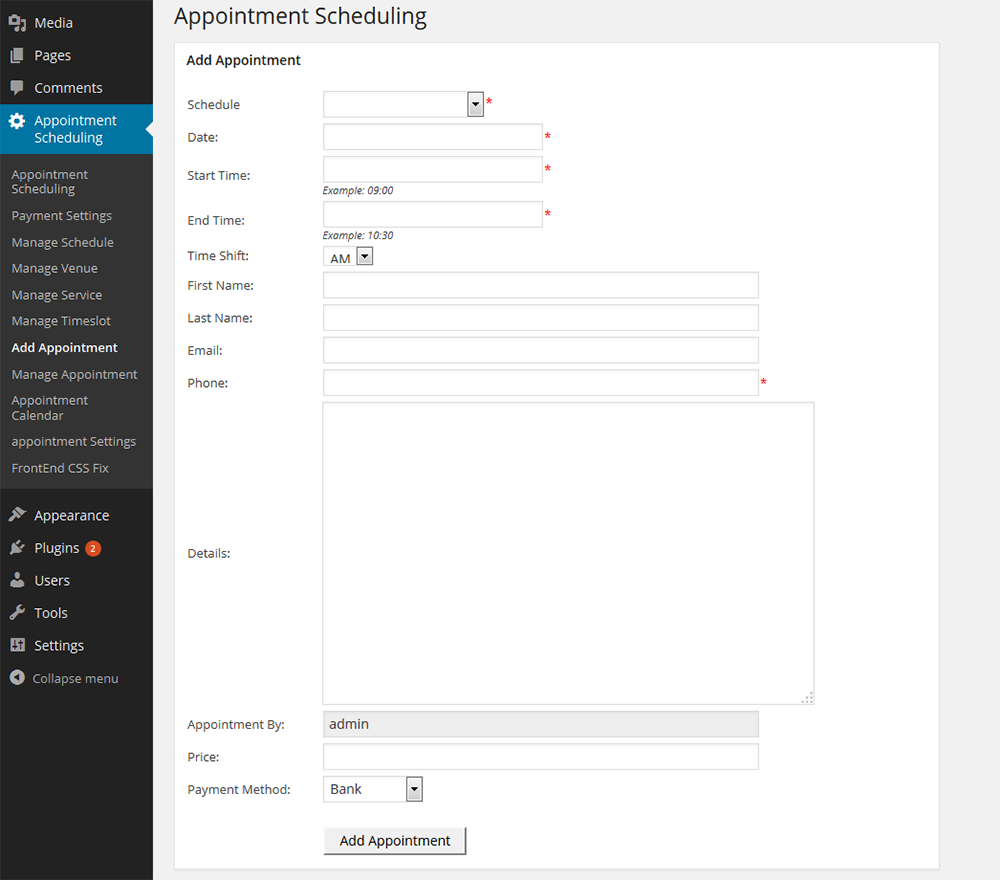 Media
Pages
Comments
Appointment
Scheduling
Appointment
Scheduling
Payment Settings
Manage Schedule
Manage Venue
Manage Service
Manage Timeslot
Add Appointment
Manage Appointment
Appointment
Calendar
appointment Settings
FrontEnd CSS Fix
Appearance
Plugins 2
Users
Tools
Settings
Collapse menu
Appointment Scheduling
Add Appointment
Schedule *
Date: *
Start Time: *
Example: 09:00
End Time: *
Example: 10:30
Time Shift: AM
First Name:
Last Name:
Email:
Phone: *
Details:
Appointment By: admin
Price:
Payment Method: Bank
Add Appointment